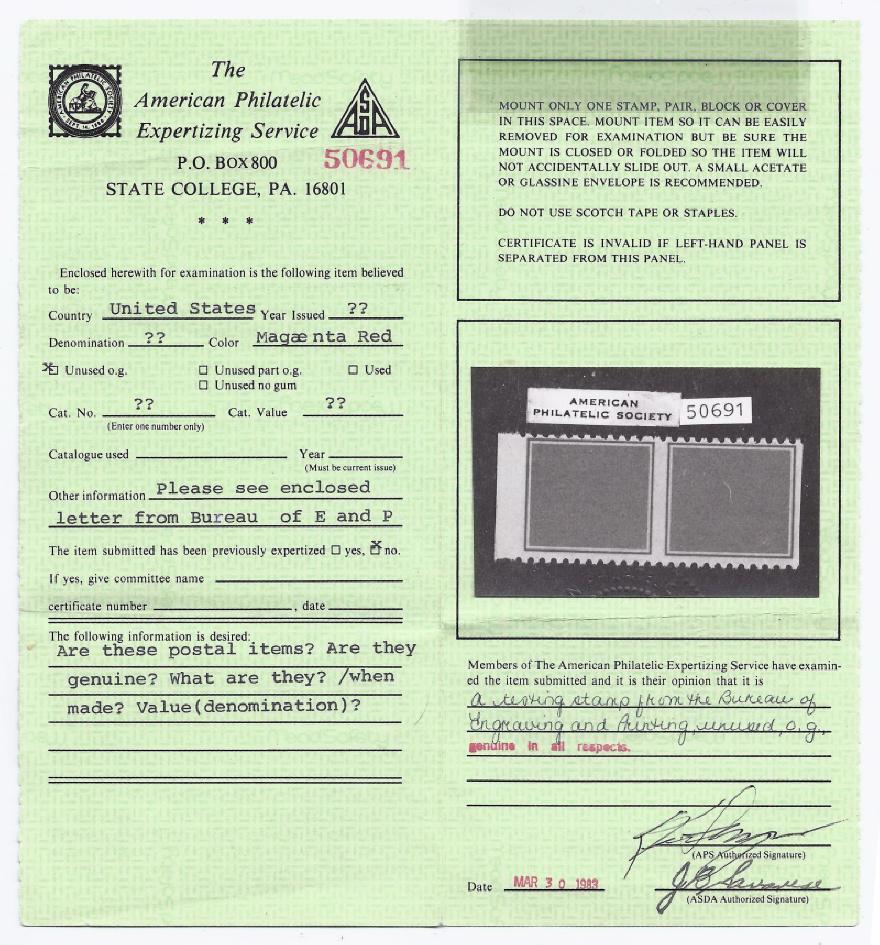 The
American Philatelic
Expertizing Service
AMERICAN PHILATELIC SOCIETY
SEPT. 14, 1886
ASDA
P.O. BOX 800
50691
STATE COLLEGE, PA. 16801
* * *
Enclosed herewith for examination is the following item believed
to be:
Country United States Year Issued ??
Denomination ?? Color Magænta Red
X☐ Unused o.g. ☐ Unused part o.g. ☐ Used
☐ Unused no gum
Cat. No. ?? Cat. Value ??
(Enter one number only)
Catalogue used Year
(Must be current issue)
Other information Please see enclosed
letter from Bureau of E and P
The item submitted has been previously expertized ☐ yes, ☒ no.
If yes, give committee name
certificate number , date
The following information is desired:
Are these postal items? Are they
genuine? What are they? /when
made? Value(denomination)?
MOUNT ONLY ONE STAMP, PAIR, BLOCK OR COVER
IN THIS SPACE. MOUNT ITEM SO IT CAN BE EASILY
REMOVED FOR EXAMINATION BUT BE SURE THE
MOUNT IS CLOSED OR FOLDED SO THE ITEM WILL
NOT ACCIDENTALLY SLIDE OUT. A SMALL ACETATE
OR GLASSINE ENVELOPE IS RECOMMENDED.
DO NOT USE SCOTCH TAPE OR STAPLES.
CERTIFICATE IS INVALID IF LEFT-HAND PANEL IS
SEPARATED FROM THIS PANEL.
AMERICAN
PHILATELIC SOCIETY 50691
Members of The American Philatelic Expertizing Service have examin-
ed the item submitted and it is their opinion that it is
A testing stamp from the Bureau of
Engraving and Printing, unused, o.g.,
genuine in all respects.
(APS Authorized Signature)
Date MAR 30 1983
(ASDA Authorized Signature)